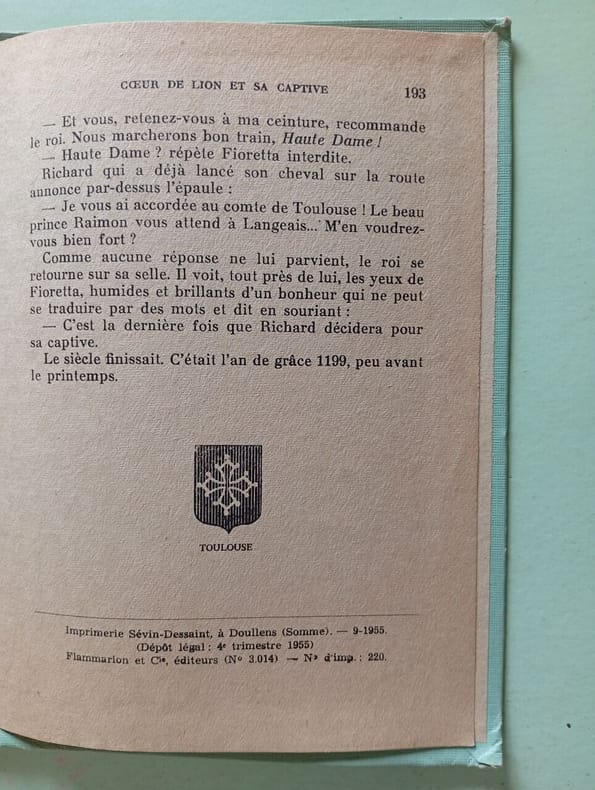 CŒUR DE LION ET SA CAPTIVE 193
— Et vous, retenez-vous à ma ceinture, recommande
le roi. Nous marcherons bon train, Haute Dame !
— Haute Dame ? répète Fioretta interdite.
Richard qui a déjà lancé son cheval sur la route
annonce par-dessus l'épaule :
— Je vous ai accordée au comte de Toulouse ! Le beau
prince Raimon vous attend à Langeais... M'en voudrez-
vous bien fort ?
Comme aucune réponse ne lui parvient, le roi se
retourne sur sa selle. Il voit, tout près de lui, les yeux de
Fioretta, humides et brillants d'un bonheur qui ne peut
se traduire par des mots et dit en souriant :
— C'est la dernière fois que Richard décidera pour
sa captive.
Le siècle finissait. C'était l'an de grâce 1199, peu avant
le printemps.
TOULOUSE
Imprimerie Sévin-Dessaint, à Doullens (Somme). — 9-1955.
(Dépôt légal : 4e trimestre 1955)
Flammarion et Cie, éditeurs (No 3.014) — No d'imp. : 220.